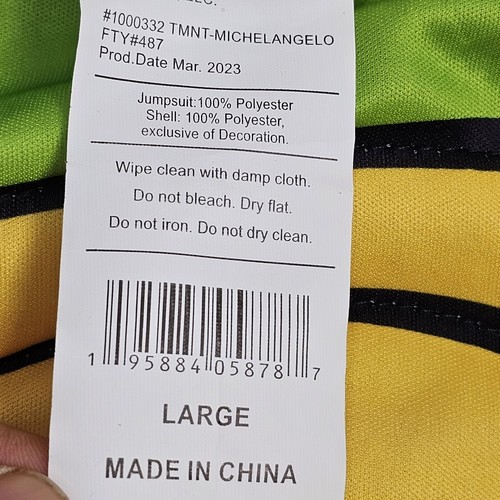 #1000332 TMNT-MICHELANGELO
FTY#487
Prod.Date Mar. 2023
Jumpsuit:100% Polyester
Shell: 100% Polyester,
exclusive of Decoration.
Wipe clean with damp cloth.
Do not bleach. Dry flat.
Do not iron. Do not dry clean.
1 95884 05878 7
LARGE
MADE IN CHINA